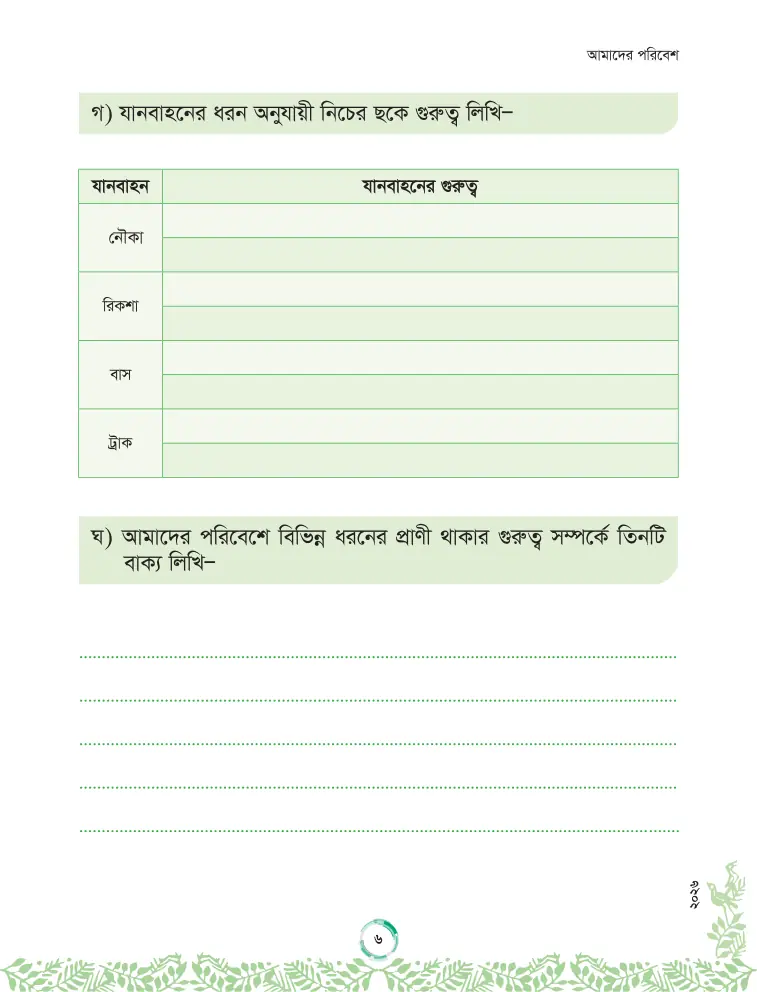 আমাদের পরিবেশ
গ) যানবাহনের ধরন অনুযায়ী নিচের ছকে গুরুত্ব লিখি–
যানবাহন যানবাহনের গুরুত্ব
নৌকা
রিকশা
বাস
ট্রাক
ঘ) আমাদের পরিবেশে বিভিন্ন ধরনের প্রাণী থাকার গুরুত্ব সম্পর্কে তিনটি
বাক্য লিখি–
২০২৬
৬